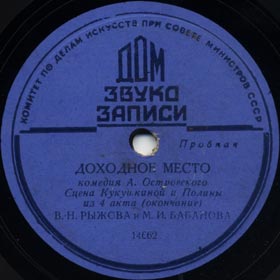 КОМИТЕТ ПО ДЕЛАМ ИСКУССТВ ПРИ СОВЕТЕ МИНИСТРОВ СССР
ДОМ
ЗВУКО
ЗАПИСИ
Пробная
ДОХОДНОЕ МЕСТО
комедия А. Островского
Сцена Кукушкиной и Полины
из 4 акта (окончание)
В. Н. РЫЖОВА и М. И. БАБАНОВА